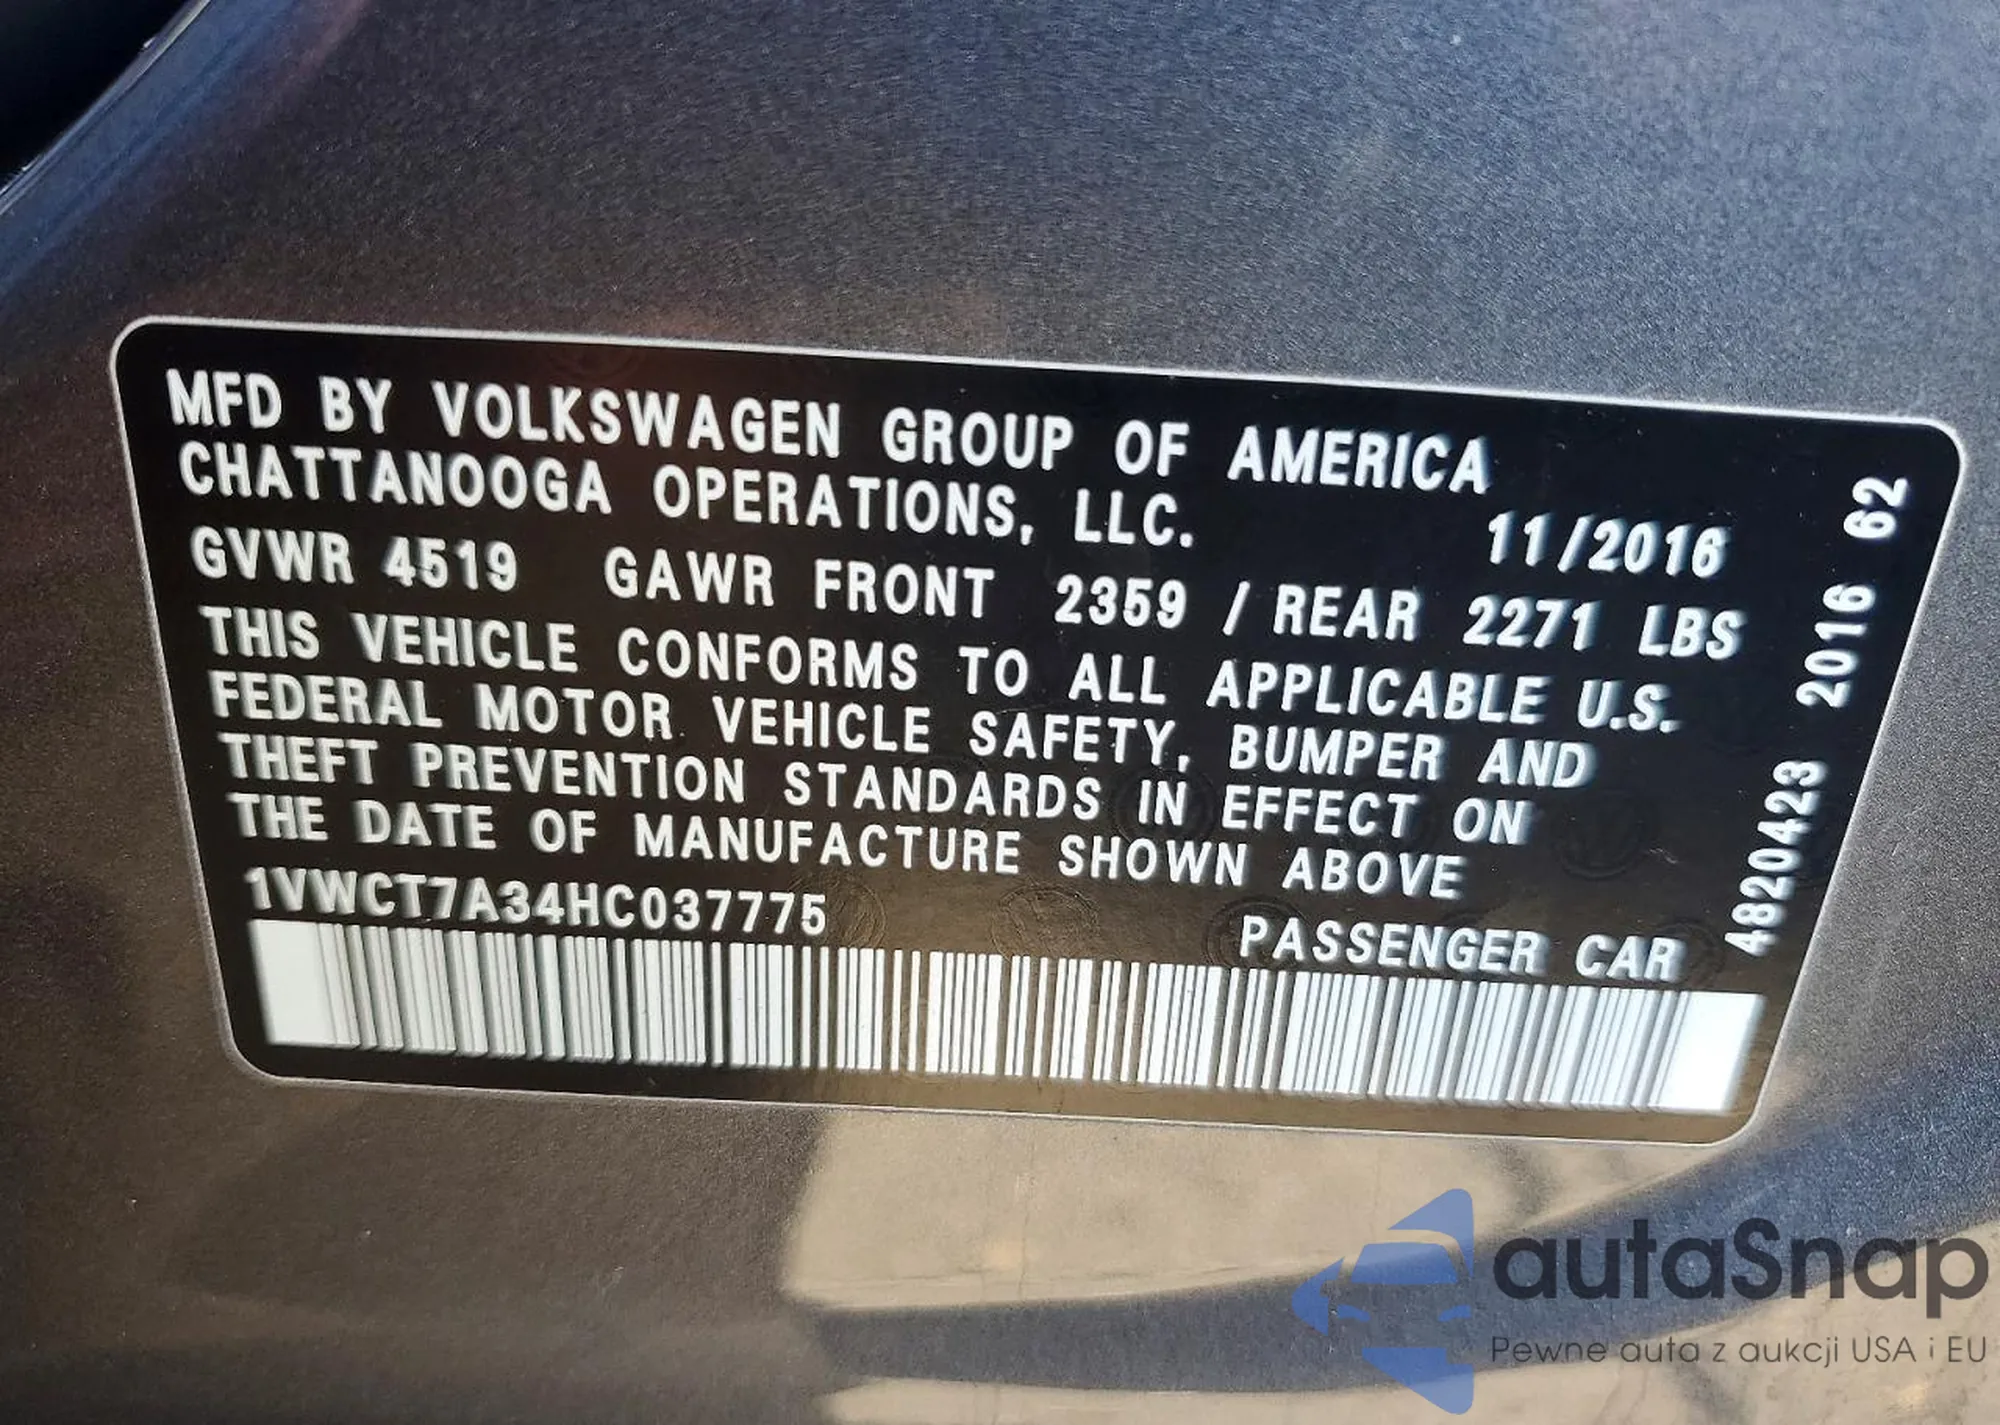 MFD BY VOLKSWAGEN GROUP OF AMERICA
CHATTANOOGA OPERATIONS, LLC.
11/2016
GVWR 4519 GAWR FRONT 2359 / REAR 2271 LBS
THIS VEHICLE CONFORMS TO ALL APPLICABLE U.S.
FEDERAL MOTOR VEHICLE SAFETY, BUMPER AND
THEFT PREVENTION STANDARDS IN EFFECT ON
THE DATE OF MANUFACTURE SHOWN ABOVE
1VWCT7A34HC037775
PASSENGER CAR
4820423 2016 62
autaSnap
Pewne auta z aukcji USA i EU